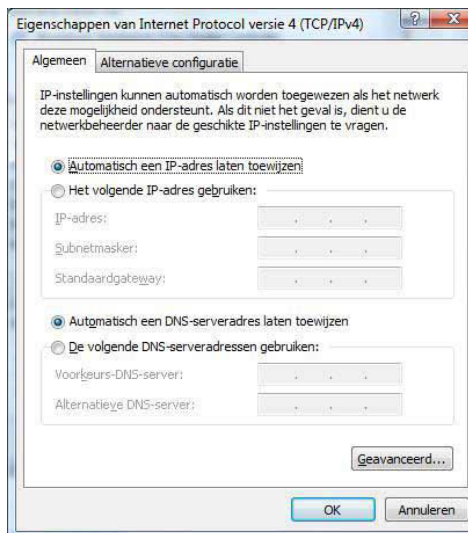 Eigenschappen van Internet Protocol versie 4 (TCP/IPv4)
Algemeen
Alternatieve configuratie
IP-instellingen kunnen automatisch worden toegewezen als het netwerk
deze mogelijkheid ondersteunt. Als dit niet het geval is, dient u de
netwerkbeheerder naar de geschikte IP-instellingen te vragen.
Automatisch een IP-adres laten toewijzen
Het volgende IP-adres gebruiken:
IP-adres:
Subnetmasker:
Standaardgateway:
Automatisch een DNS-serveradres laten toewijzen
De volgende DNS-serveradressen gebruiken:
Voorkeurs-DNS-server:
Alternatieve DNS-server:
Geavanceerd...
OK Annuleren